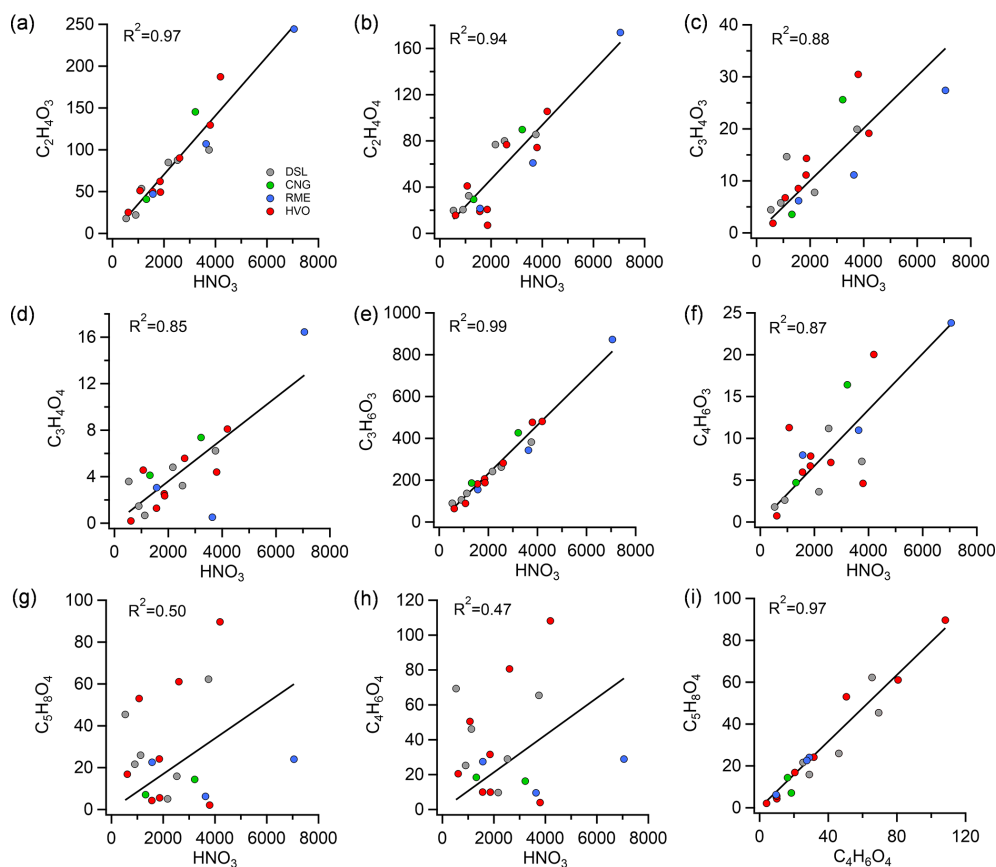 (a)
R²=0.97
C₂H₄O₃
250
200
150
100
50
0
DSL
CNG
RME
HVO
0 2000 4000 6000 8000
HNO₃
(b)
R²=0.94
C₂H₄O₄
160
120
80
40
0
0 2000 4000 6000 8000
HNO₃
(c)
R²=0.88
C₃H₄O₃
40
30
20
10
0
0 2000 4000 6000 8000
HNO₃
(d)
R²=0.85
C₃H₄O₄
16
12
8
4
0
0 2000 4000 6000 8000
HNO₃
(e)
R²=0.99
C₃H₆O₃
1000
800
600
400
200
0
0 2000 4000 6000 8000
HNO₃
(f)
R²=0.87
C₄H₆O₃
25
20
15
10
5
0
0 2000 4000 6000 8000
HNO₃
(g)
R²=0.50
C₅H₈O₄
100
80
60
40
20
0
0 2000 4000 6000 8000
HNO₃
(h)
R²=0.47
C₄H₆O₄
120
100
80
60
40
20
0
0 2000 4000 6000 8000
HNO₃
(i)
R²=0.97
C₅H₈O₄
100
80
60
40
20
0
0 40 80 120
C₄H₆O₄